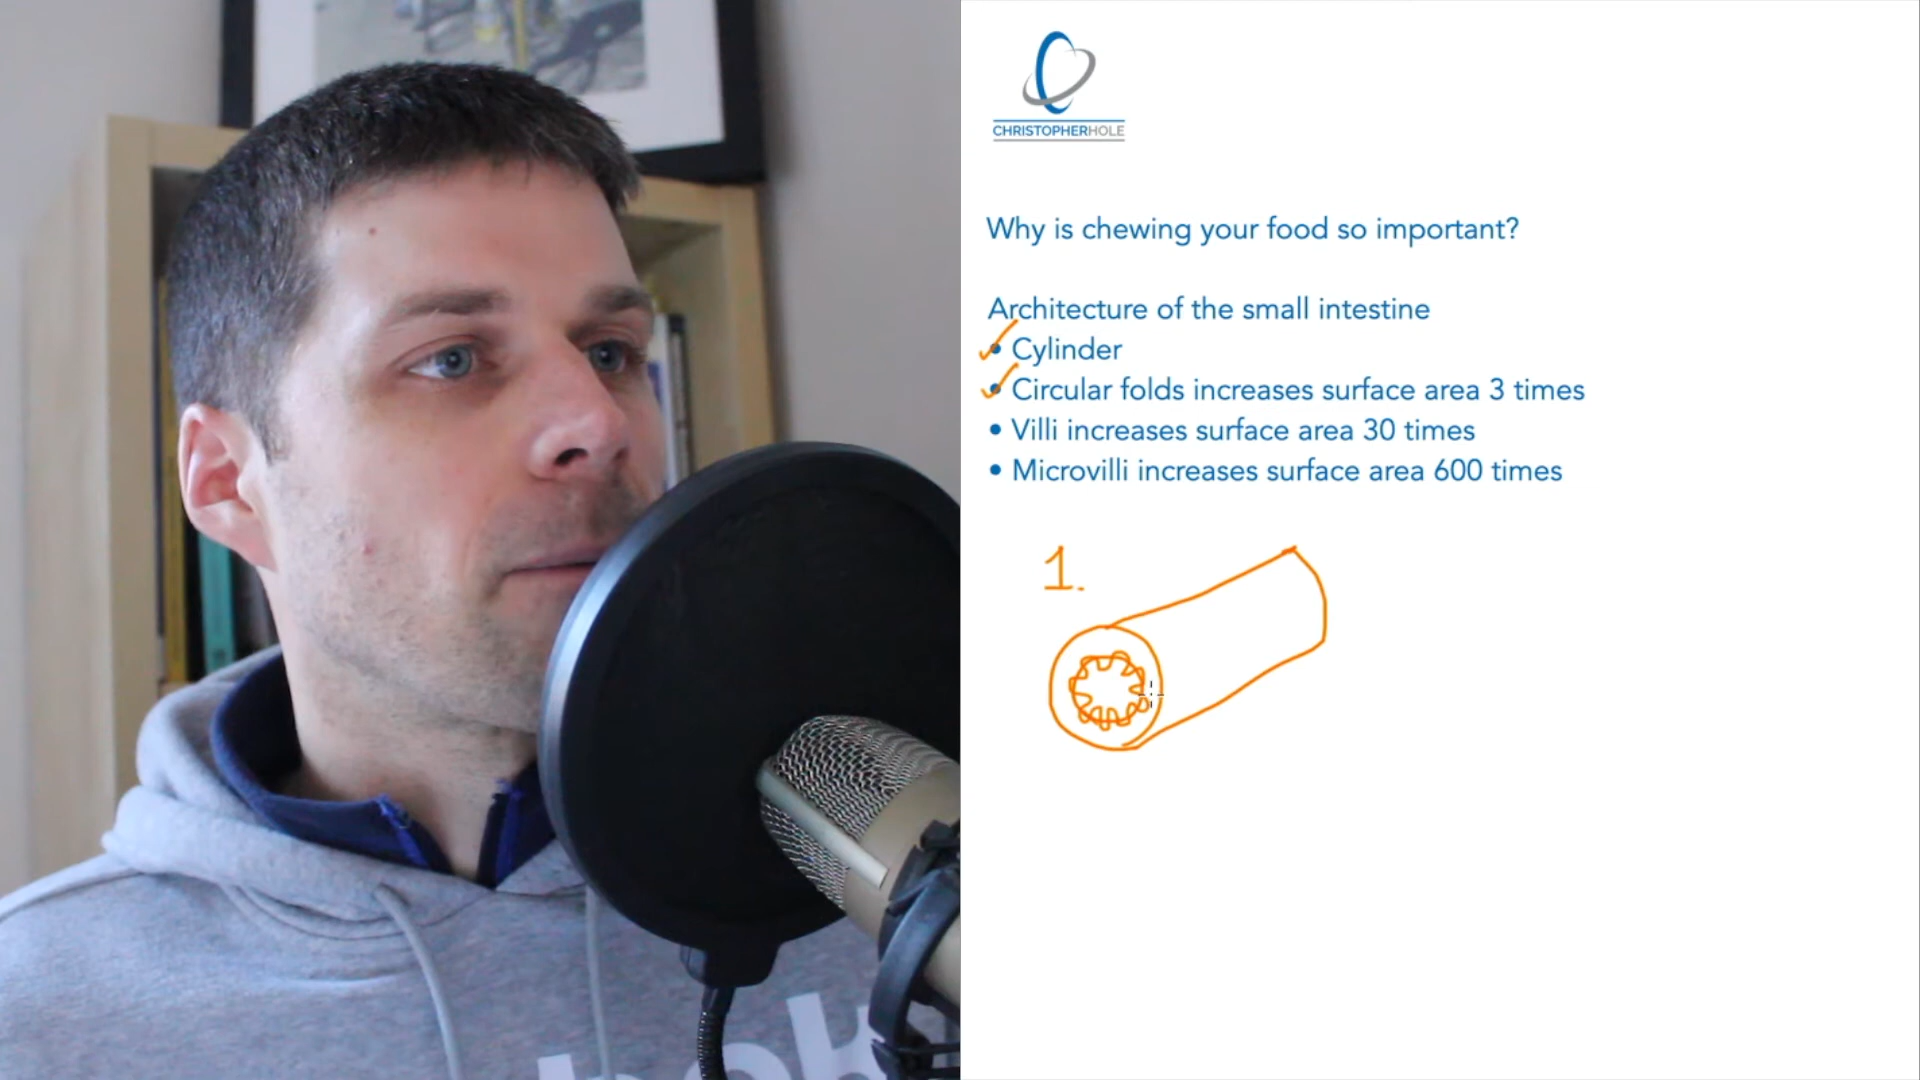 CHRISTOPHERHOLE
Why is chewing your food so important?
Architecture of the small intestine
• Cylinder
• Circular folds increases surface area 3 times
• Villi increases surface area 30 times
• Microvilli increases surface area 600 times
1.